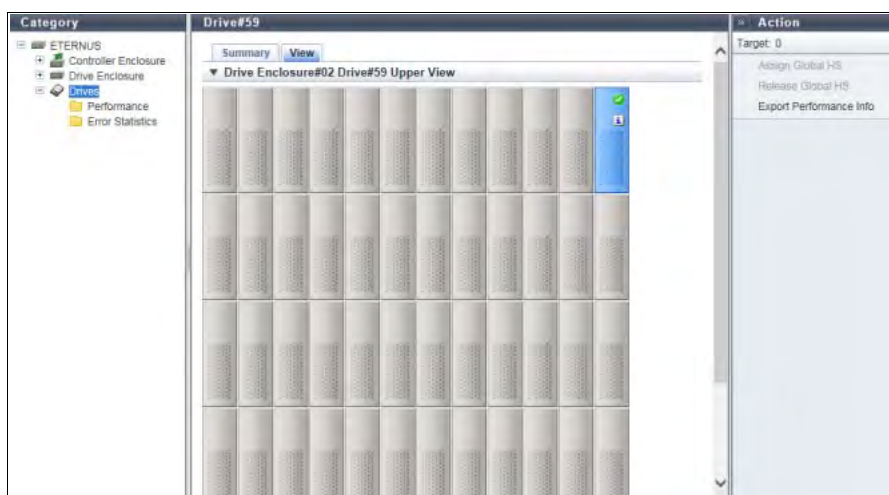 Category
Drive#59
Action
ETERNUS
Controller Enclosure
Drive Enclosure
Drives
Performance
Error Statistics
Summary
View
Drive Enclosure#02 Drive#59 Upper View
Target: 0
Assign Global HS
Release Global HS
Export Performance Info